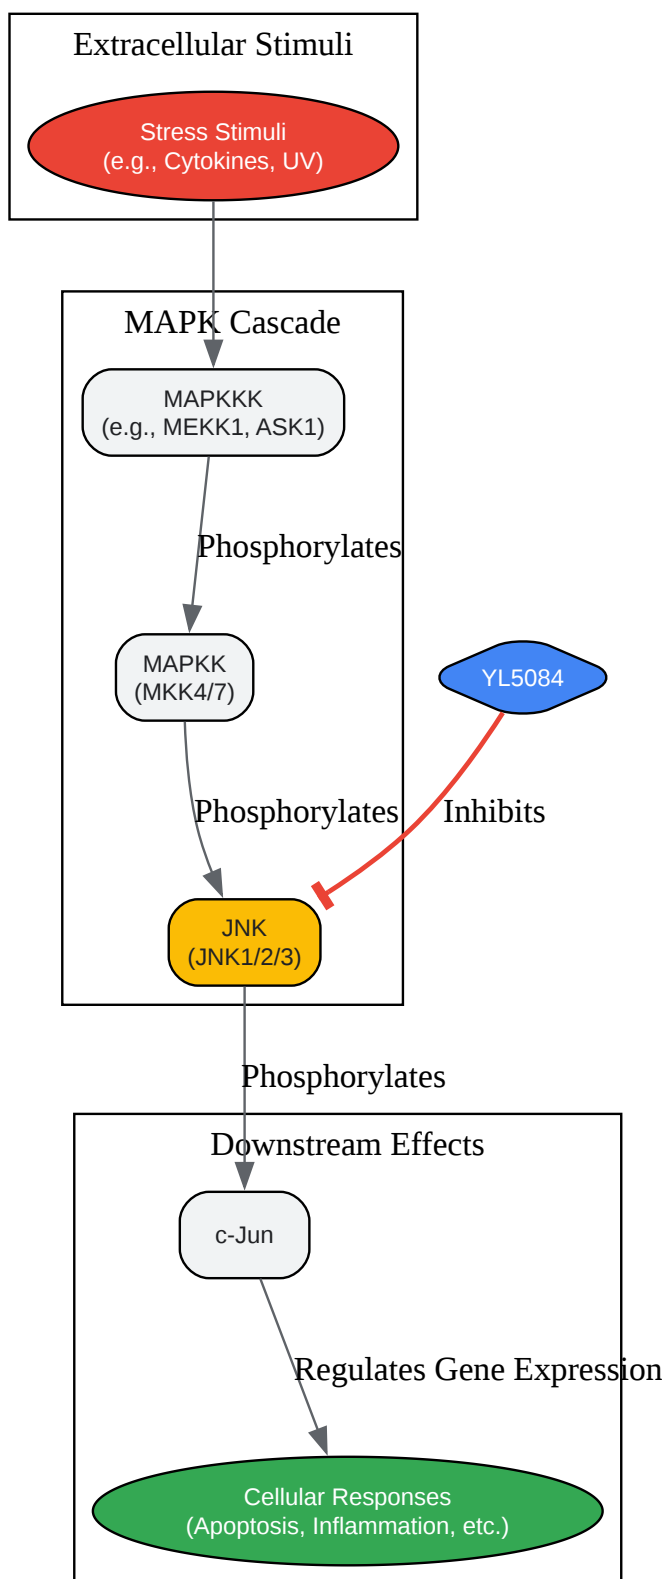 Extracellular Stimuli
Stress Stimuli
(e.g., Cytokines, UV)
MAPK Cascade
MAPKKK
(e.g., MEKK1, ASK1)
Phosphorylates
MAPKK
(MKK4/7)
YL5084
Phosphorylates
Inhibits
JNK
(JNK1/2/3)
Phosphorylates
Downstream Effects
c-Jun
Regulates Gene Expression
Cellular Responses
(Apoptosis, Inflammation, etc.)